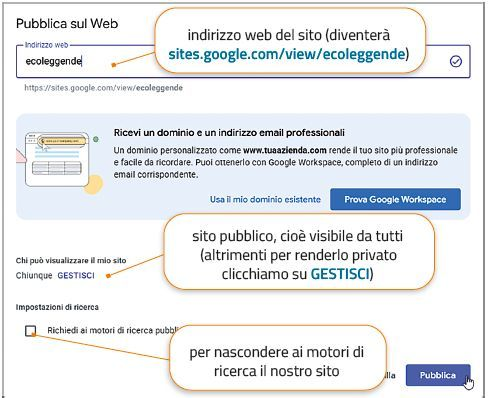 Pubblica sul Web
indirizzo web del sito (diventerà
sites.google.com/view/ecoleggende)
Indirizzo web
ecoleggende
https://sites.google.com/view/ecoleggende
Ricevi un dominio e un indirizzo email professionali
Un dominio personalizzato come www.tuaazienda.com rende il tuo sito più professionale
e facile da ricordare. Puoi ottenerlo con Google Workspace, completo di un indirizzo
email corrispondente.
Usa il mio dominio esistente
Prova Google Workspace
sito pubblico, cioè visibile da tutti
(altrimenti per renderlo privato
clicchiamo su GESTISCI)
Chi può visualizzare il mio sito
Chiunque GESTISCI
Impostazioni di ricerca
Richiedi ai motori di ricerca pubbli
per nascondere ai motori di
ricerca il nostro sito
lla
Pubblica